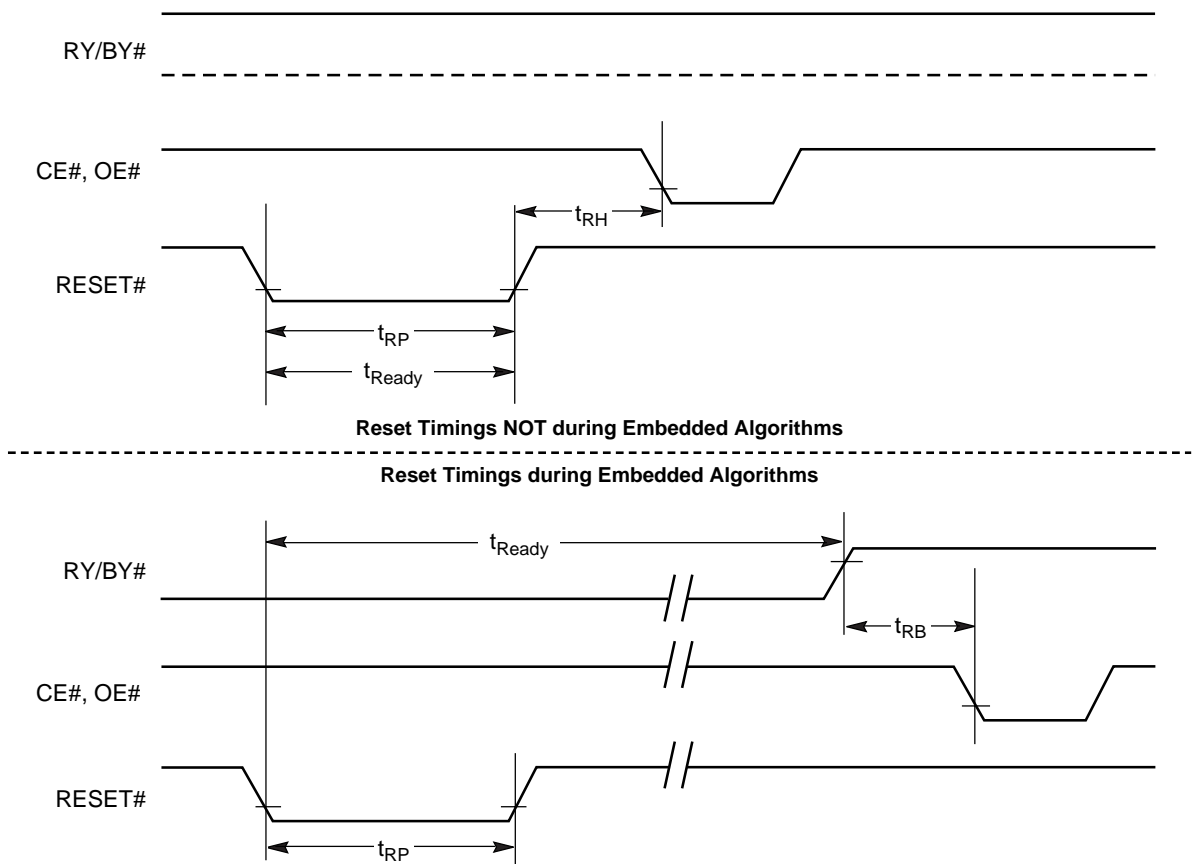 RY/BY#
CE#, OE#
tRH
RESET#
tRP
tReady
Reset Timings NOT during Embedded Algorithms
Reset Timings during Embedded Algorithms
tReady
RY/BY#
tRB
CE#, OE#
RESET#
tRP